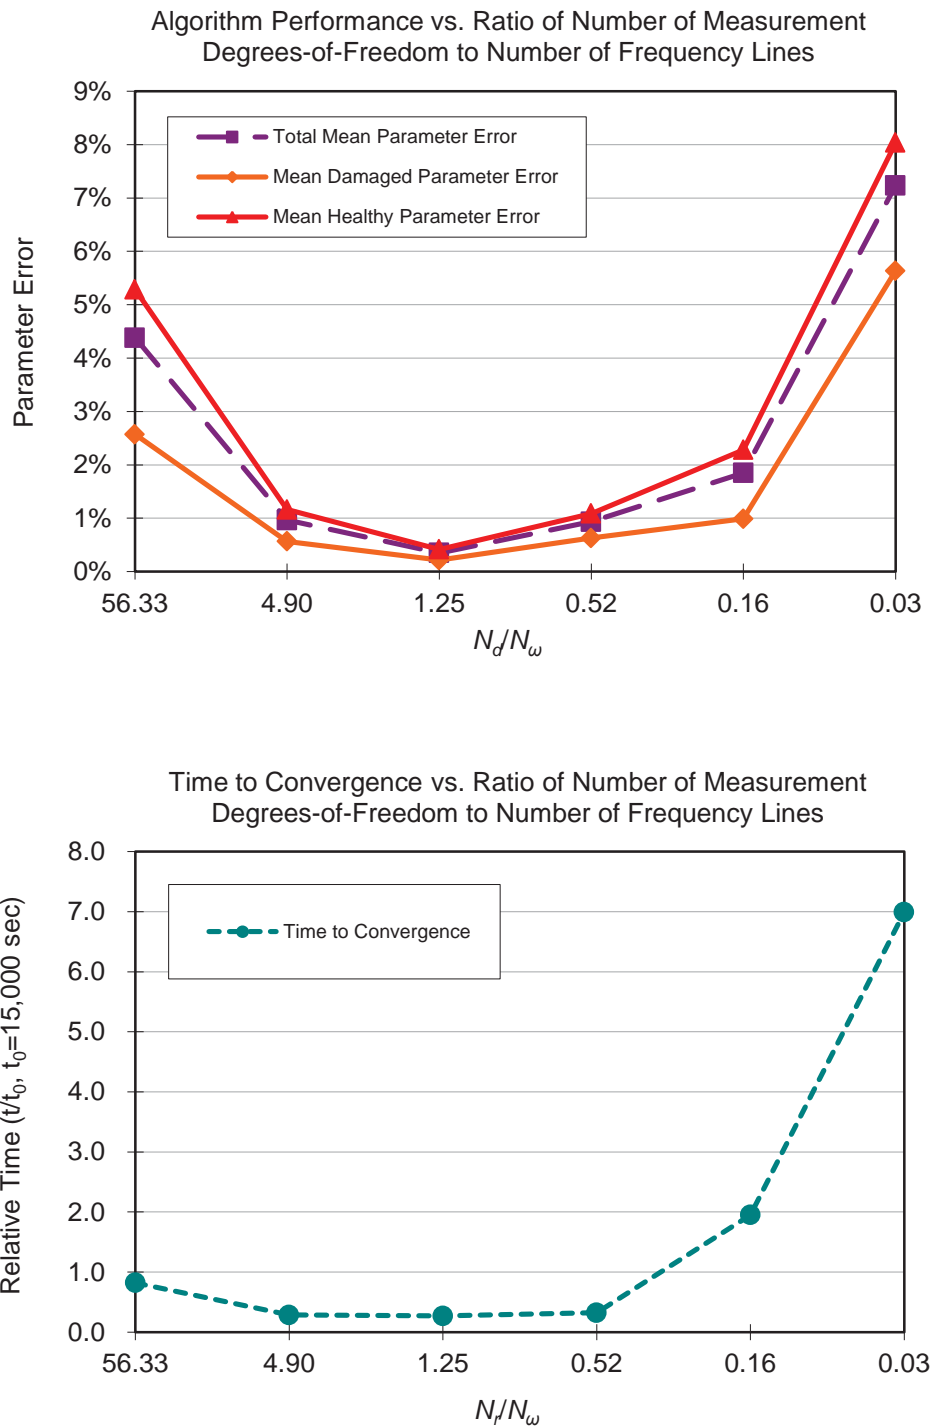 Algorithm Performance vs. Ratio of Number of Measurement
Degrees-of-Freedom to Number of Frequency Lines
9%
8%
7%
6%
5%
4%
3%
2%
1%
0%
Parameter Error
Total Mean Parameter Error
Mean Damaged Parameter Error
Mean Healthy Parameter Error
56.33 4.90 1.25 0.52 0.16 0.03
N_d/N_ω
Time to Convergence vs. Ratio of Number of Measurement
Degrees-of-Freedom to Number of Frequency Lines
8.0
7.0
6.0
5.0
4.0
3.0
2.0
1.0
0.0
Relative Time (t/t₀, t₀=15,000 sec)
Time to Convergence
56.33 4.90 1.25 0.52 0.16 0.03
N_r/N_ω